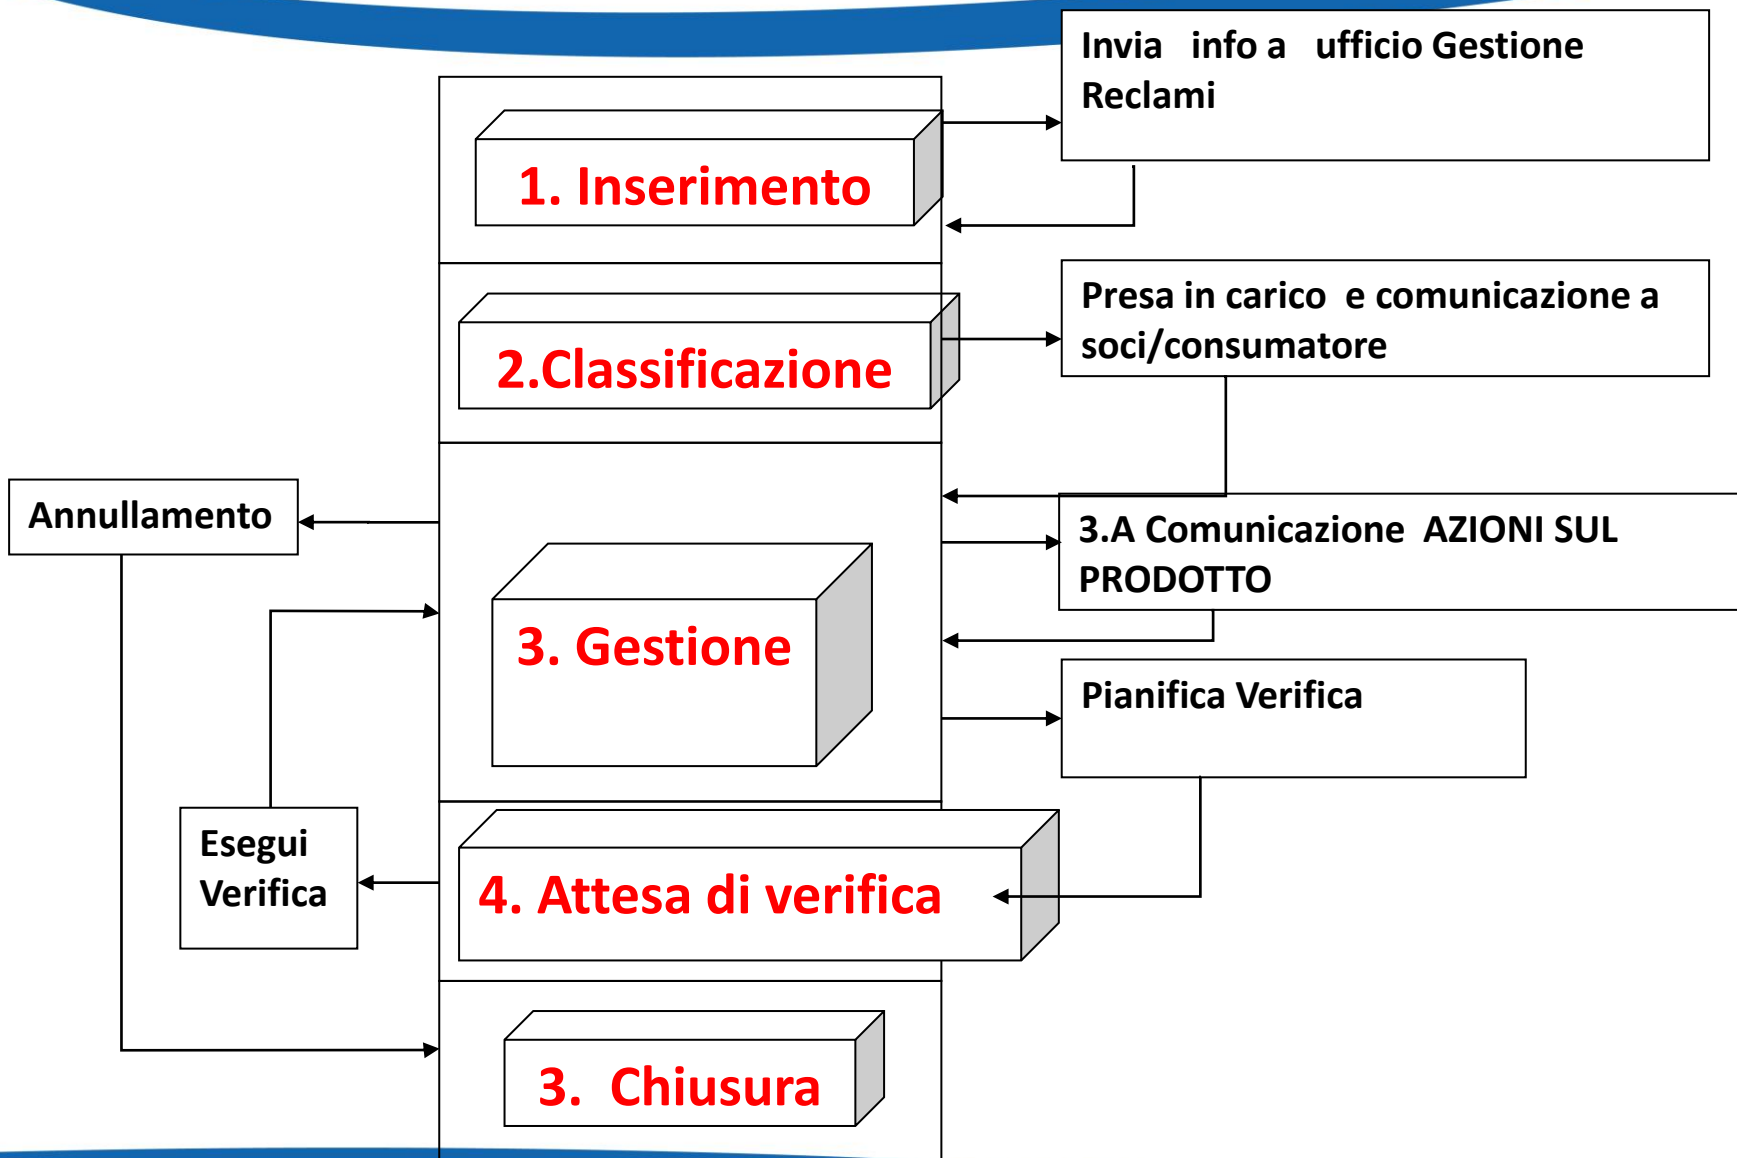 Invia info a ufficio Gestione
Reclami
1. Inserimento
Presa in carico e comunicazione a
soci/consumatore
2.Classificazione
Annullamento
3.A Comunicazione AZIONI SUL
PRODOTTO
3. Gestione
Pianifica Verifica
Esegui
Verifica
4. Attesa di verifica
3. Chiusura